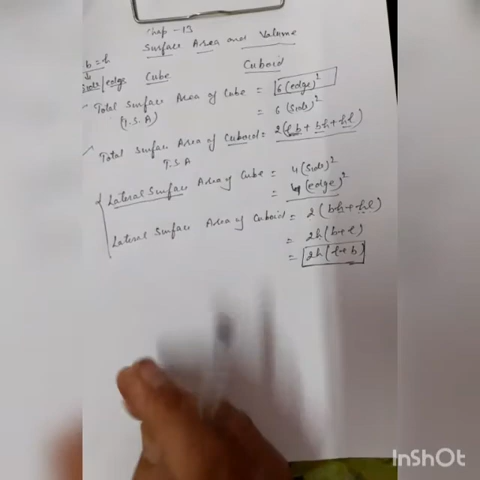 Chap - 13
Surface Area and Volume
b = h
Side/edge Cube Cuboid
Total Surface Area of Cube = 6 (edge)²
(T.S.A) = 6 (side)²
Total Surface Area of Cuboid = 2(lb + bh + hl)
T.S.A
Lateral Surface Area of Cube = 4 (side)²
= 4 (edge)²
Lateral Surface Area of Cuboid = 2 (bh + hl)
= 2h (b+l)
= 2h (l+b)
InShOt